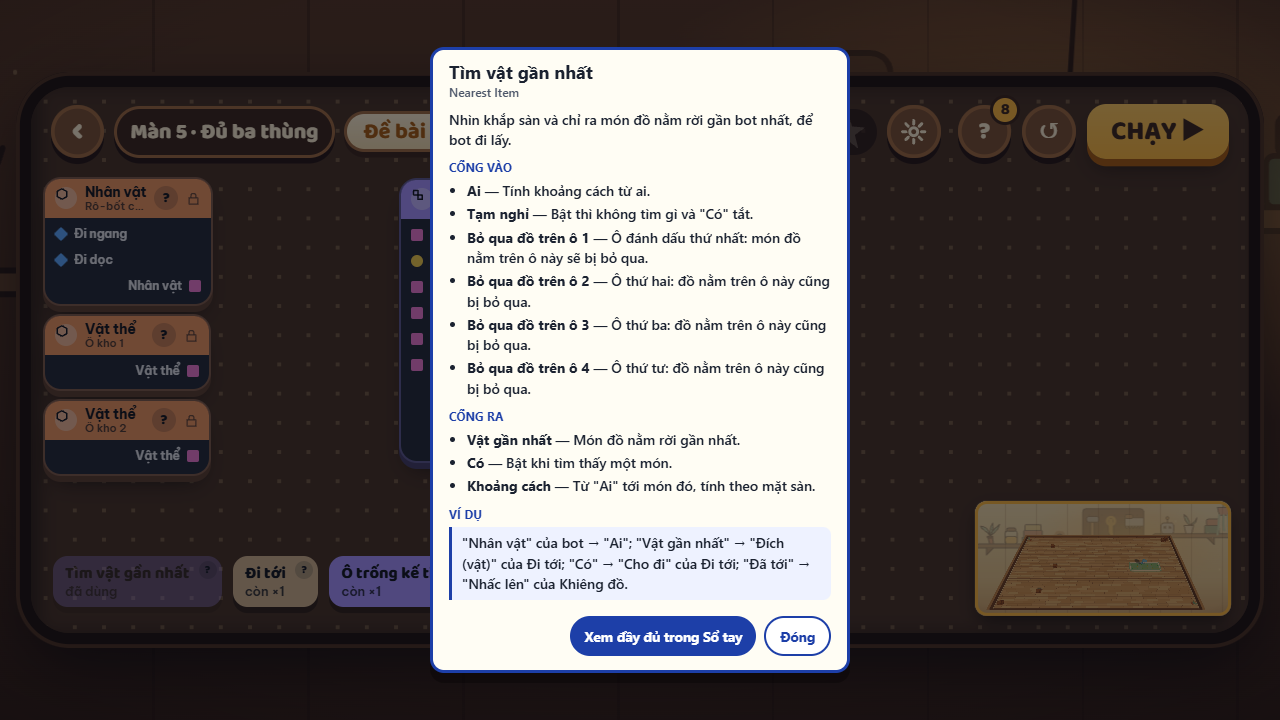 Tìm vật gần nhất
Nearest Item
Nhìn khắp sàn và chỉ ra món đồ nằm rời gần bot nhất, để
bot đi lấy.
CỔNG VÀO
• Ai — Tính khoảng cách từ ai.
• Tạm nghỉ — Bật thì không tìm gì và "Có" tắt.
• Bỏ qua đồ trên ô 1 — Ô đánh dấu thứ nhất: món đồ
nằm trên ô này sẽ bị bỏ qua.
• Bỏ qua đồ trên ô 2 — Ô thứ hai: đồ nằm trên ô này cũng
bị bỏ qua.
• Bỏ qua đồ trên ô 3 — Ô thứ ba: đồ nằm trên ô này cũng
bị bỏ qua.
• Bỏ qua đồ trên ô 4 — Ô thứ tư: đồ nằm trên ô này cũng
bị bỏ qua.
CỔNG RA
• Vật gần nhất — Món đồ nằm rời gần nhất.
• Có — Bật khi tìm thấy một món.
• Khoảng cách — Từ "Ai" tới món đó, tính theo mặt sàn.
VÍ DỤ
"Nhân vật" của bot → "Ai"; "Vật gần nhất" → "Đích
(vật)" của Đi tới; "Có" → "Cho đi" của Đi tới; "Đã tới" →
"Nhấc lên" của Khiêng đồ.
Xem đầy đủ trong Sổ tay
Đóng
Màn 5 · Đủ ba thùng
Đề bài
?
8
CHẠY
Nhân vật
Rô-bốt c...
?
Đi ngang
Đi dọc
Nhân vật
Vật thể
Ô kho 1
?
Vật thể
Vật thể
Ô kho 2
?
Vật thể
Tìm vật gần nhất
đã dùng
?
Đi tới
còn ×1
?
Ô trống kế t
còn ×1